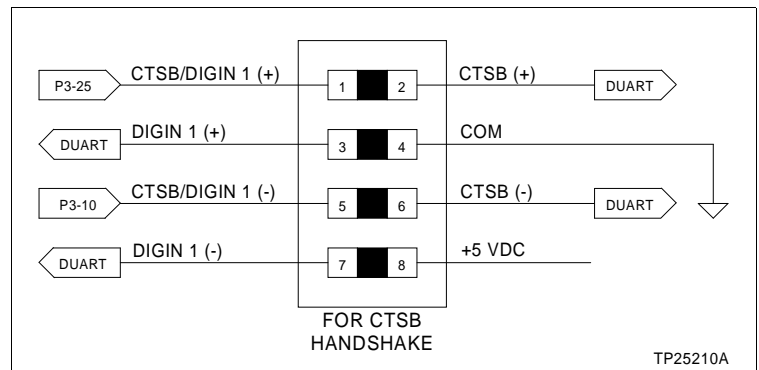 P3-25 CTSB/DIGIN 1 (+) 1 2 CTSB (+) DUART
DUART DIGIN 1 (+) 3 4 COM
P3-10 CTSB/DIGIN 1 (-) 5 6 CTSB (-) DUART
DUART DIGIN 1 (-) 7 8 +5 VDC
FOR CTSB
HANDSHAKE
TP25210A